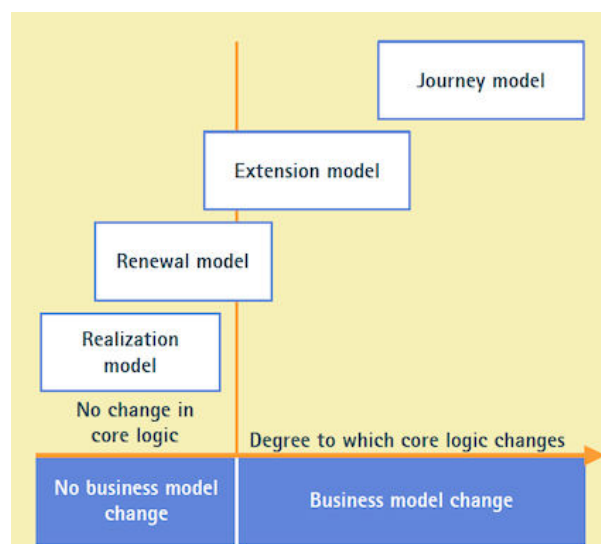 Journey model
Extension model
Renewal model
Realization
model
No change in
core logic
Degree to which core logic changes
No business model
change
Business model change